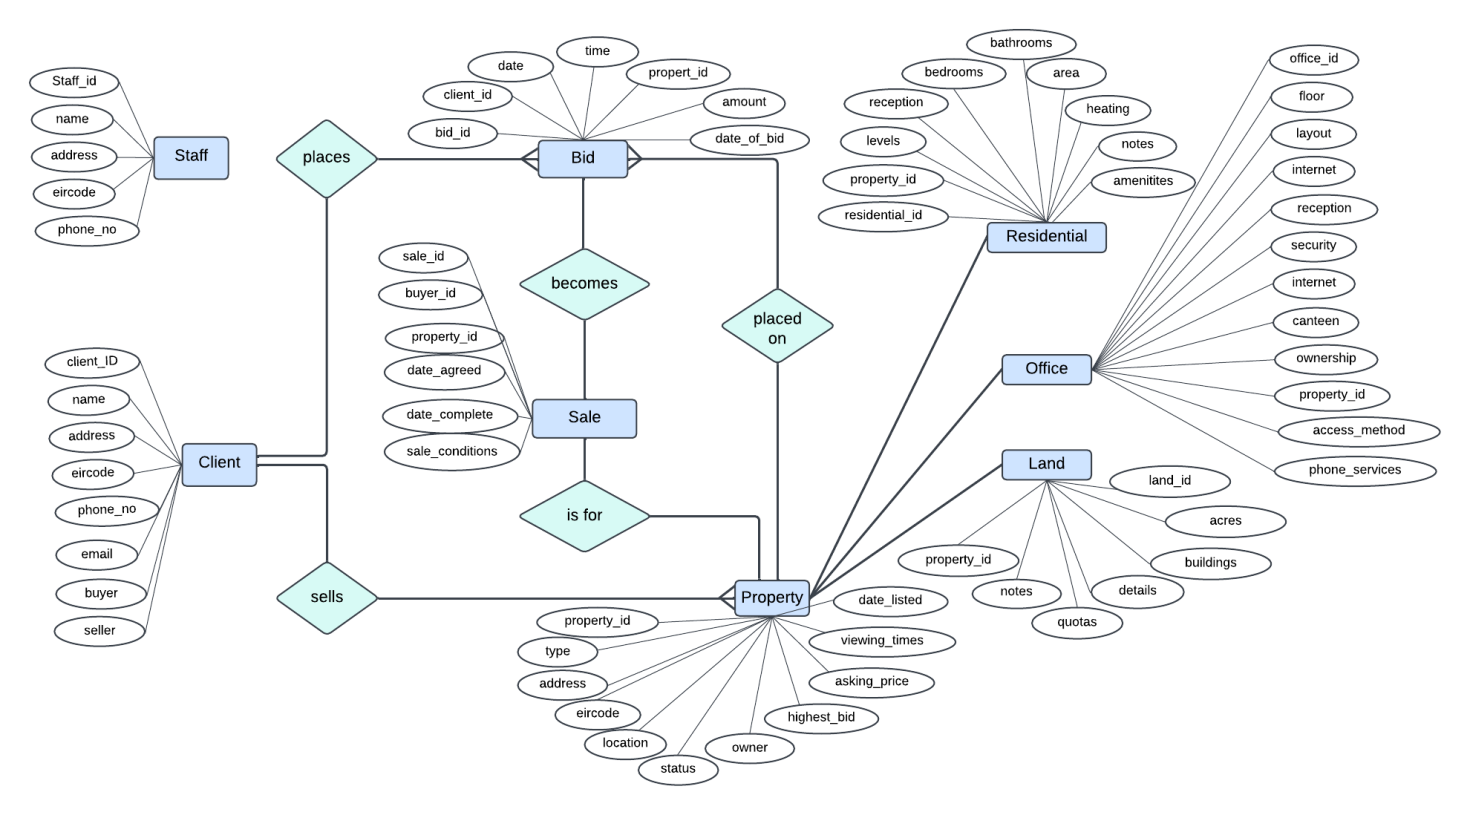 Staff_id
name
address
eircode
phone_no
Staff
places
bid_id
client_id
date
time
propert_id
amount
date_of_bid
Bid
becomes
placed
on
sale_id
buyer_id
property_id
date_agreed
date_complete
sale_conditions
Sale
is for
client_ID
name
address
eircode
phone_no
email
buyer
seller
Client
sells
Property
property_id
type
address
eircode
location
status
owner
highest_bid
asking_price
viewing_times
date_listed
residential_id
property_id
levels
reception
bedrooms
bathrooms
area
heating
notes
amenitites
Residential
office_id
floor
layout
internet
reception
security
internet
canteen
ownership
property_id
access_method
phone_services
Office
Land
land_id
acres
buildings
details
quotas
notes
property_id